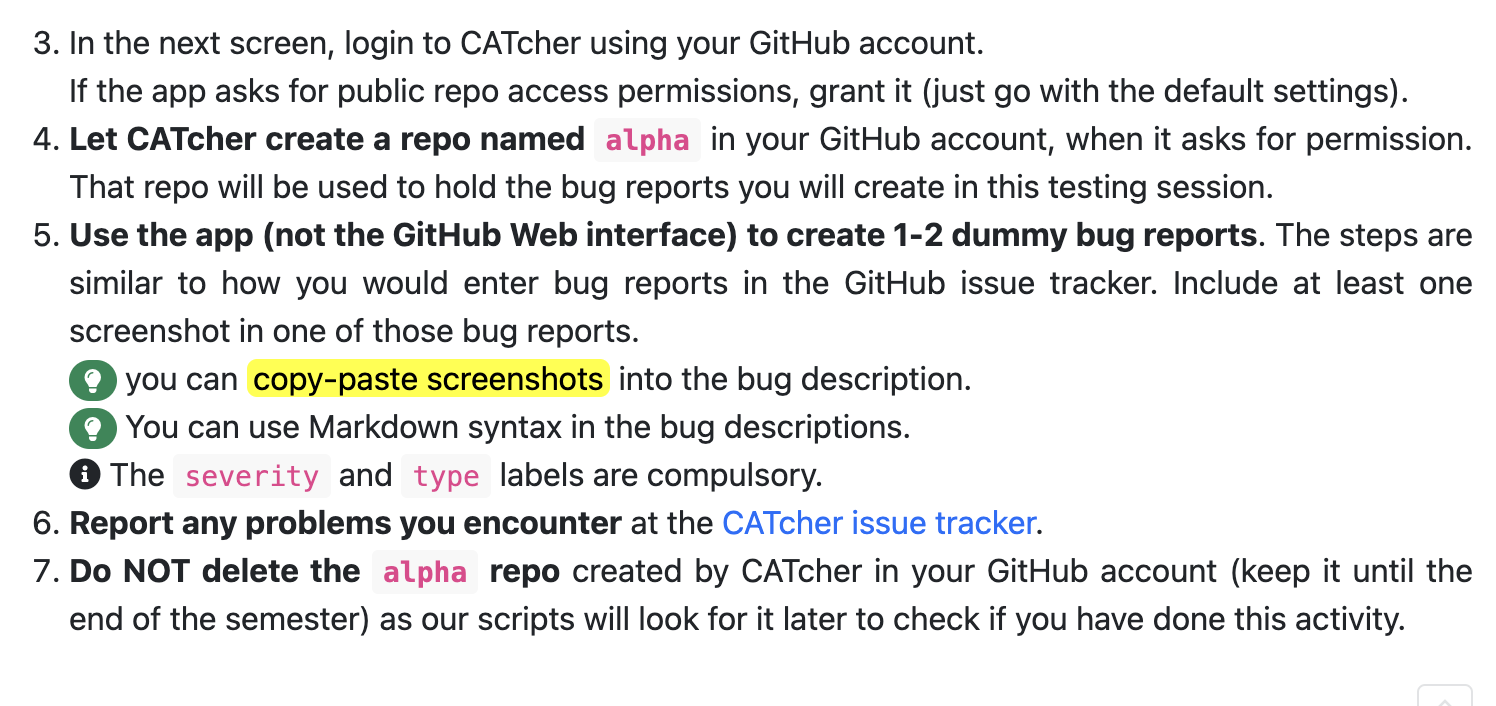 3. In the next screen, login to CATcher using your GitHub account.
If the app asks for public repo access permissions, grant it (just go with the default settings).
4. Let CATcher create a repo named alpha in your GitHub account, when it asks for permission.
That repo will be used to hold the bug reports you will create in this testing session.
5. Use the app (not the GitHub Web interface) to create 1-2 dummy bug reports. The steps are
similar to how you would enter bug reports in the GitHub issue tracker. Include at least one
screenshot in one of those bug reports.
you can copy-paste screenshots into the bug description.
You can use Markdown syntax in the bug descriptions.
The severity and type labels are compulsory.
6. Report any problems you encounter at the CATcher issue tracker.
7. Do NOT delete the alpha repo created by CATcher in your GitHub account (keep it until the
end of the semester) as our scripts will look for it later to check if you have done this activity.